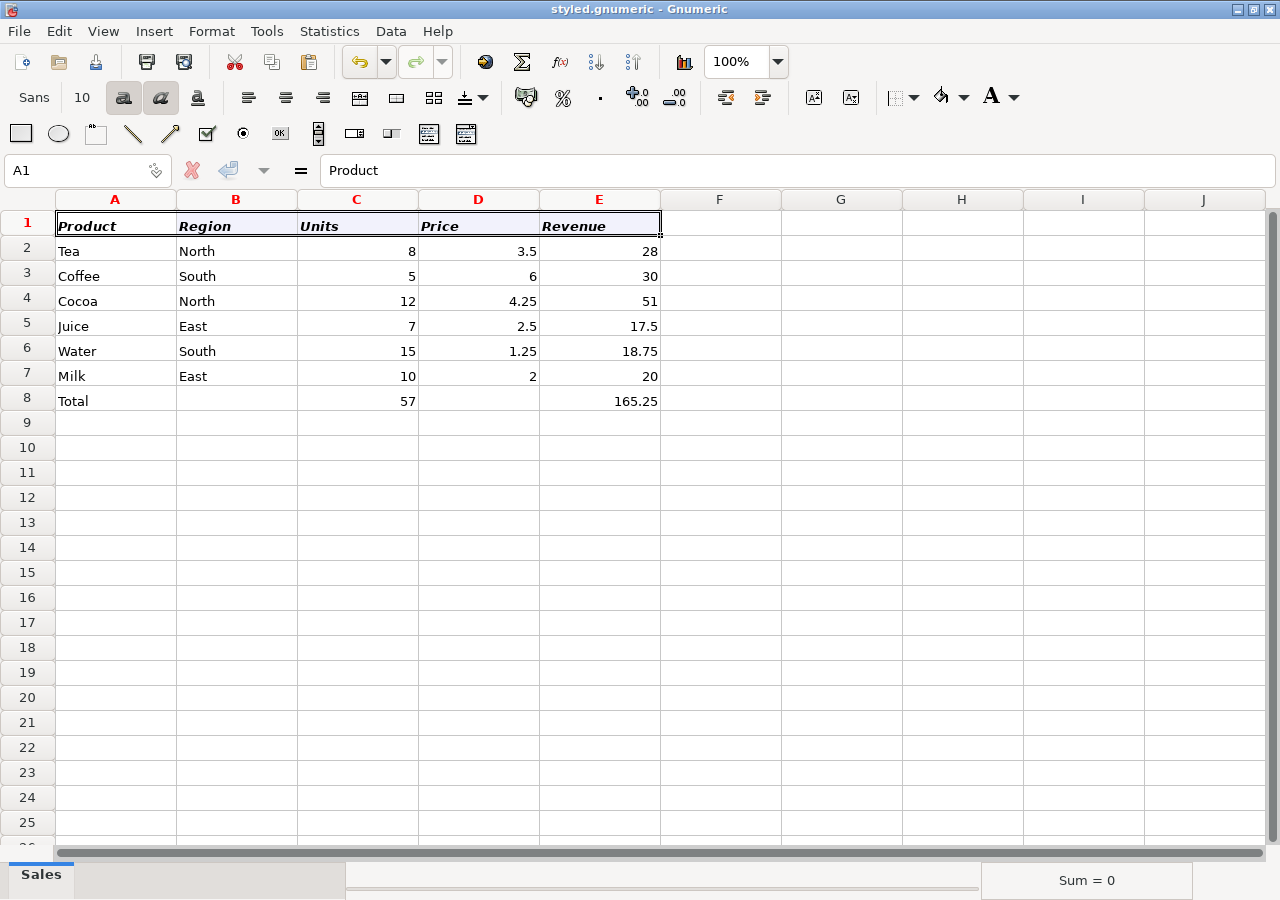 styled.gnumeric - Gnumeric
File Edit View Insert Format Tools Statistics Data Help
f(x) 100%
Sans 10 a a a % .00 .00 A
OK
A1 Product
A B C D E F G H I J
1 Product Region Units Price Revenue
2 Tea North 8 3.5 28
3 Coffee South 5 6 30
4 Cocoa North 12 4.25 51
5 Juice East 7 2.5 17.5
6 Water South 15 1.25 18.75
7 Milk East 10 2 20
8 Total 57 165.25
9
10
11
12
13
14
15
16
17
18
19
20
21
22
23
24
25
Sales Sum = 0